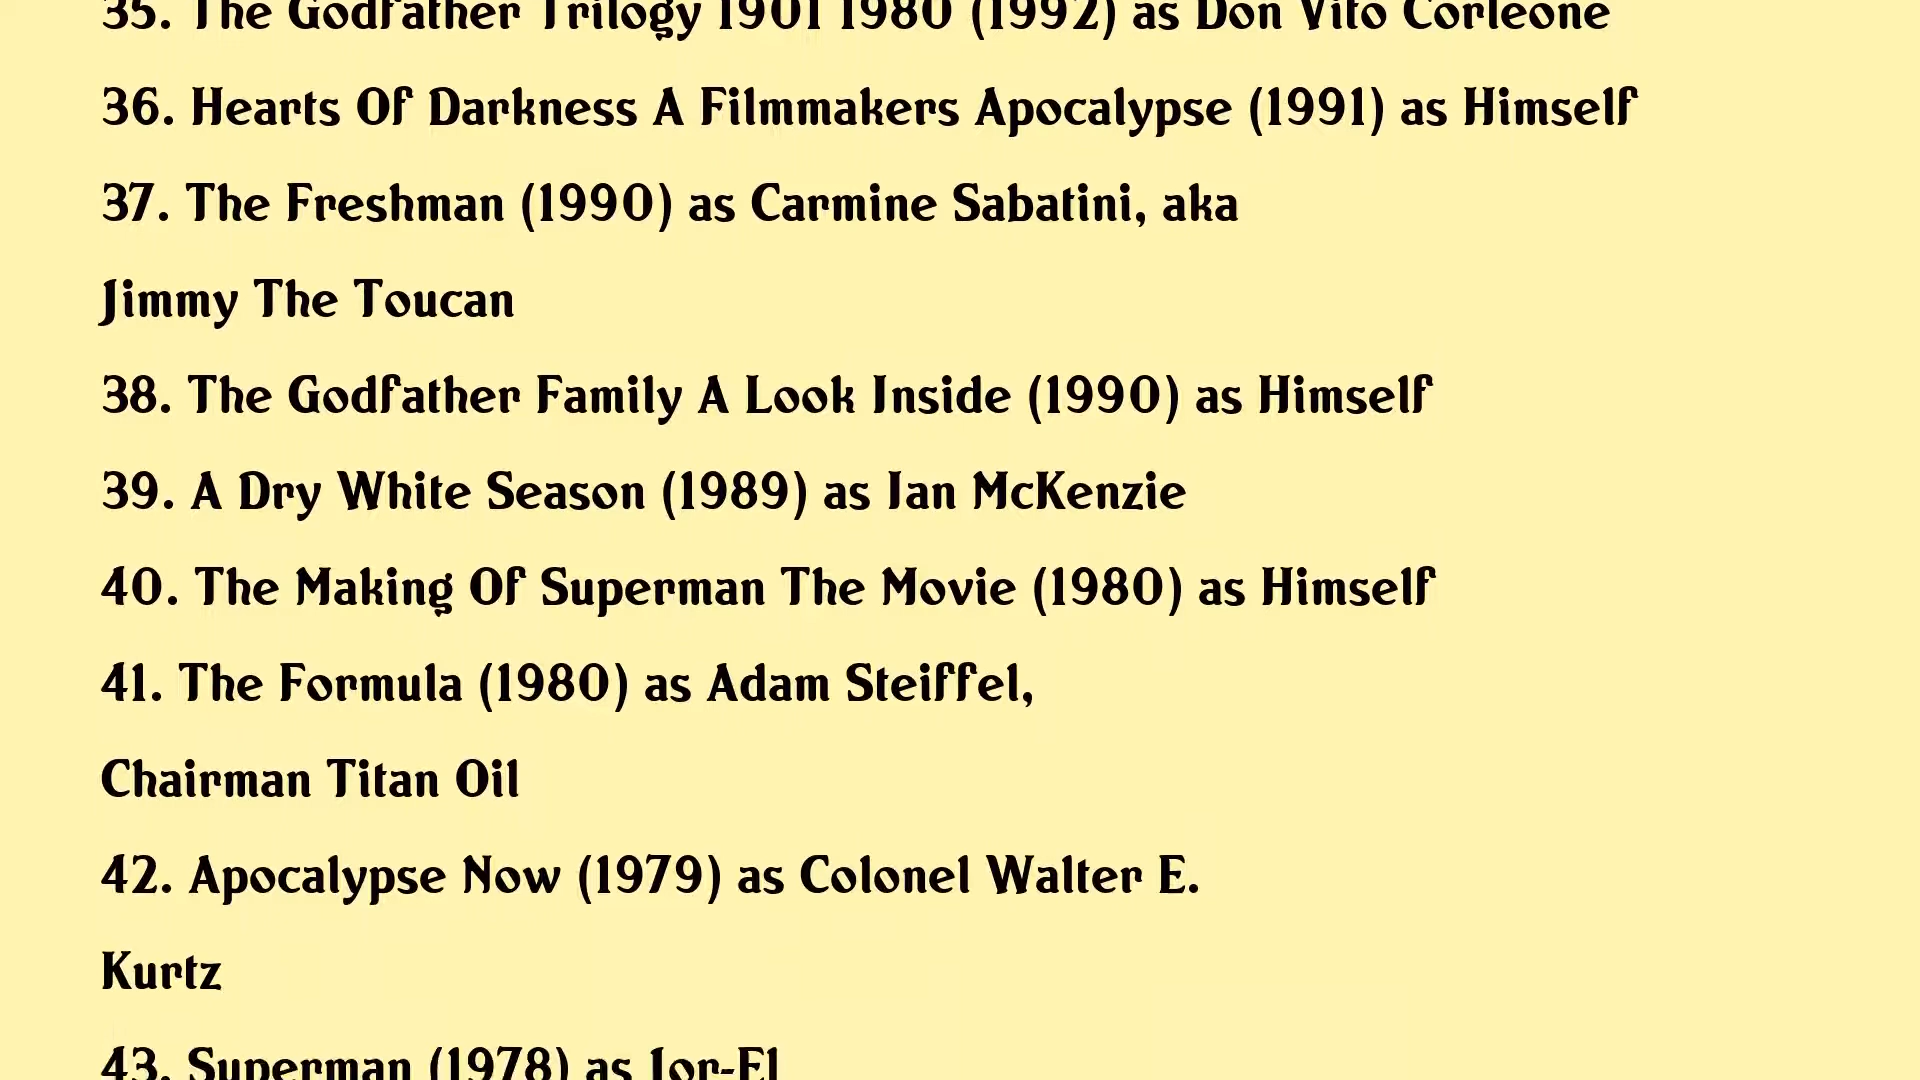 35. The Godfather Trilogy 1901 1980 (1992) as Don Vito Corleone
36. Hearts Of Darkness A Filmmakers Apocalypse (1991) as Himself
37. The Freshman (1990) as Carmine Sabatini, aka
Jimmy The Toucan
38. The Godfather Family A Look Inside (1990) as Himself
39. A Dry White Season (1989) as Ian McKenzie
40. The Making Of Superman The Movie (1980) as Himself
41. The Formula (1980) as Adam Steiffel,
Chairman Titan Oil
42. Apocalypse Now (1979) as Colonel Walter E.
Kurtz
43. Superman (1978) as Jor-El